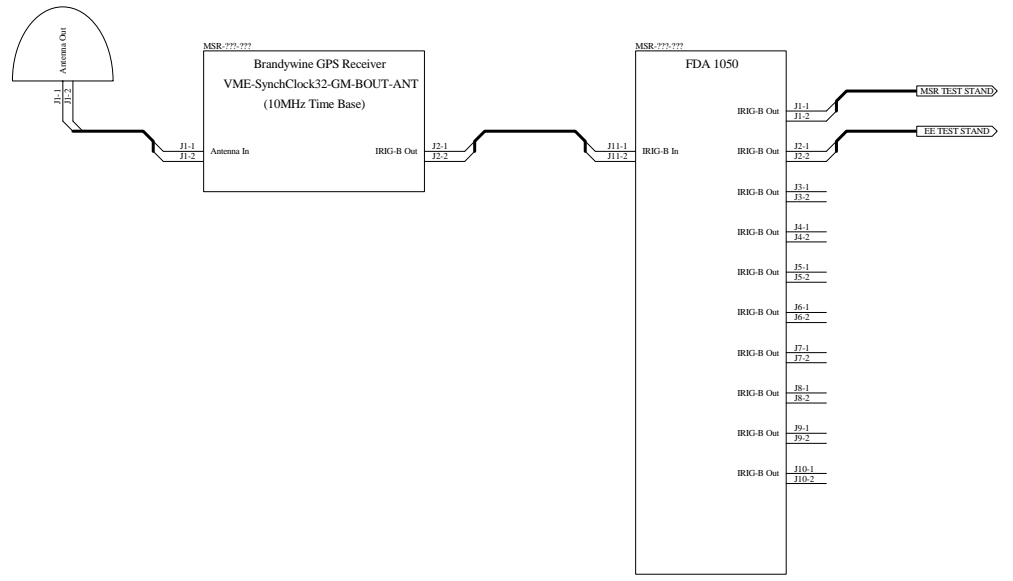 Antenna Out
J1-1
J1-2
MSR-???-???
Brandywine GPS Receiver
VME-SynchClock32-GM-BOUT-ANT
(10MHz Time Base)
J1-1
J1-2
Antenna In
IRIG-B Out
J2-1
J2-2
MSR-???-???
FDA 1050
J11-1
J11-2
IRIG-B In
IRIG-B Out
J1-1
J1-2
MSR TEST STAND
IRIG-B Out
J2-1
J2-2
EE TEST STAND
IRIG-B Out
J3-1
J3-2
IRIG-B Out
J4-1
J4-2
IRIG-B Out
J5-1
J5-2
IRIG-B Out
J6-1
J6-2
IRIG-B Out
J7-1
J7-2
IRIG-B Out
J8-1
J8-2
IRIG-B Out
J9-1
J9-2
IRIG-B Out
J10-1
J10-2